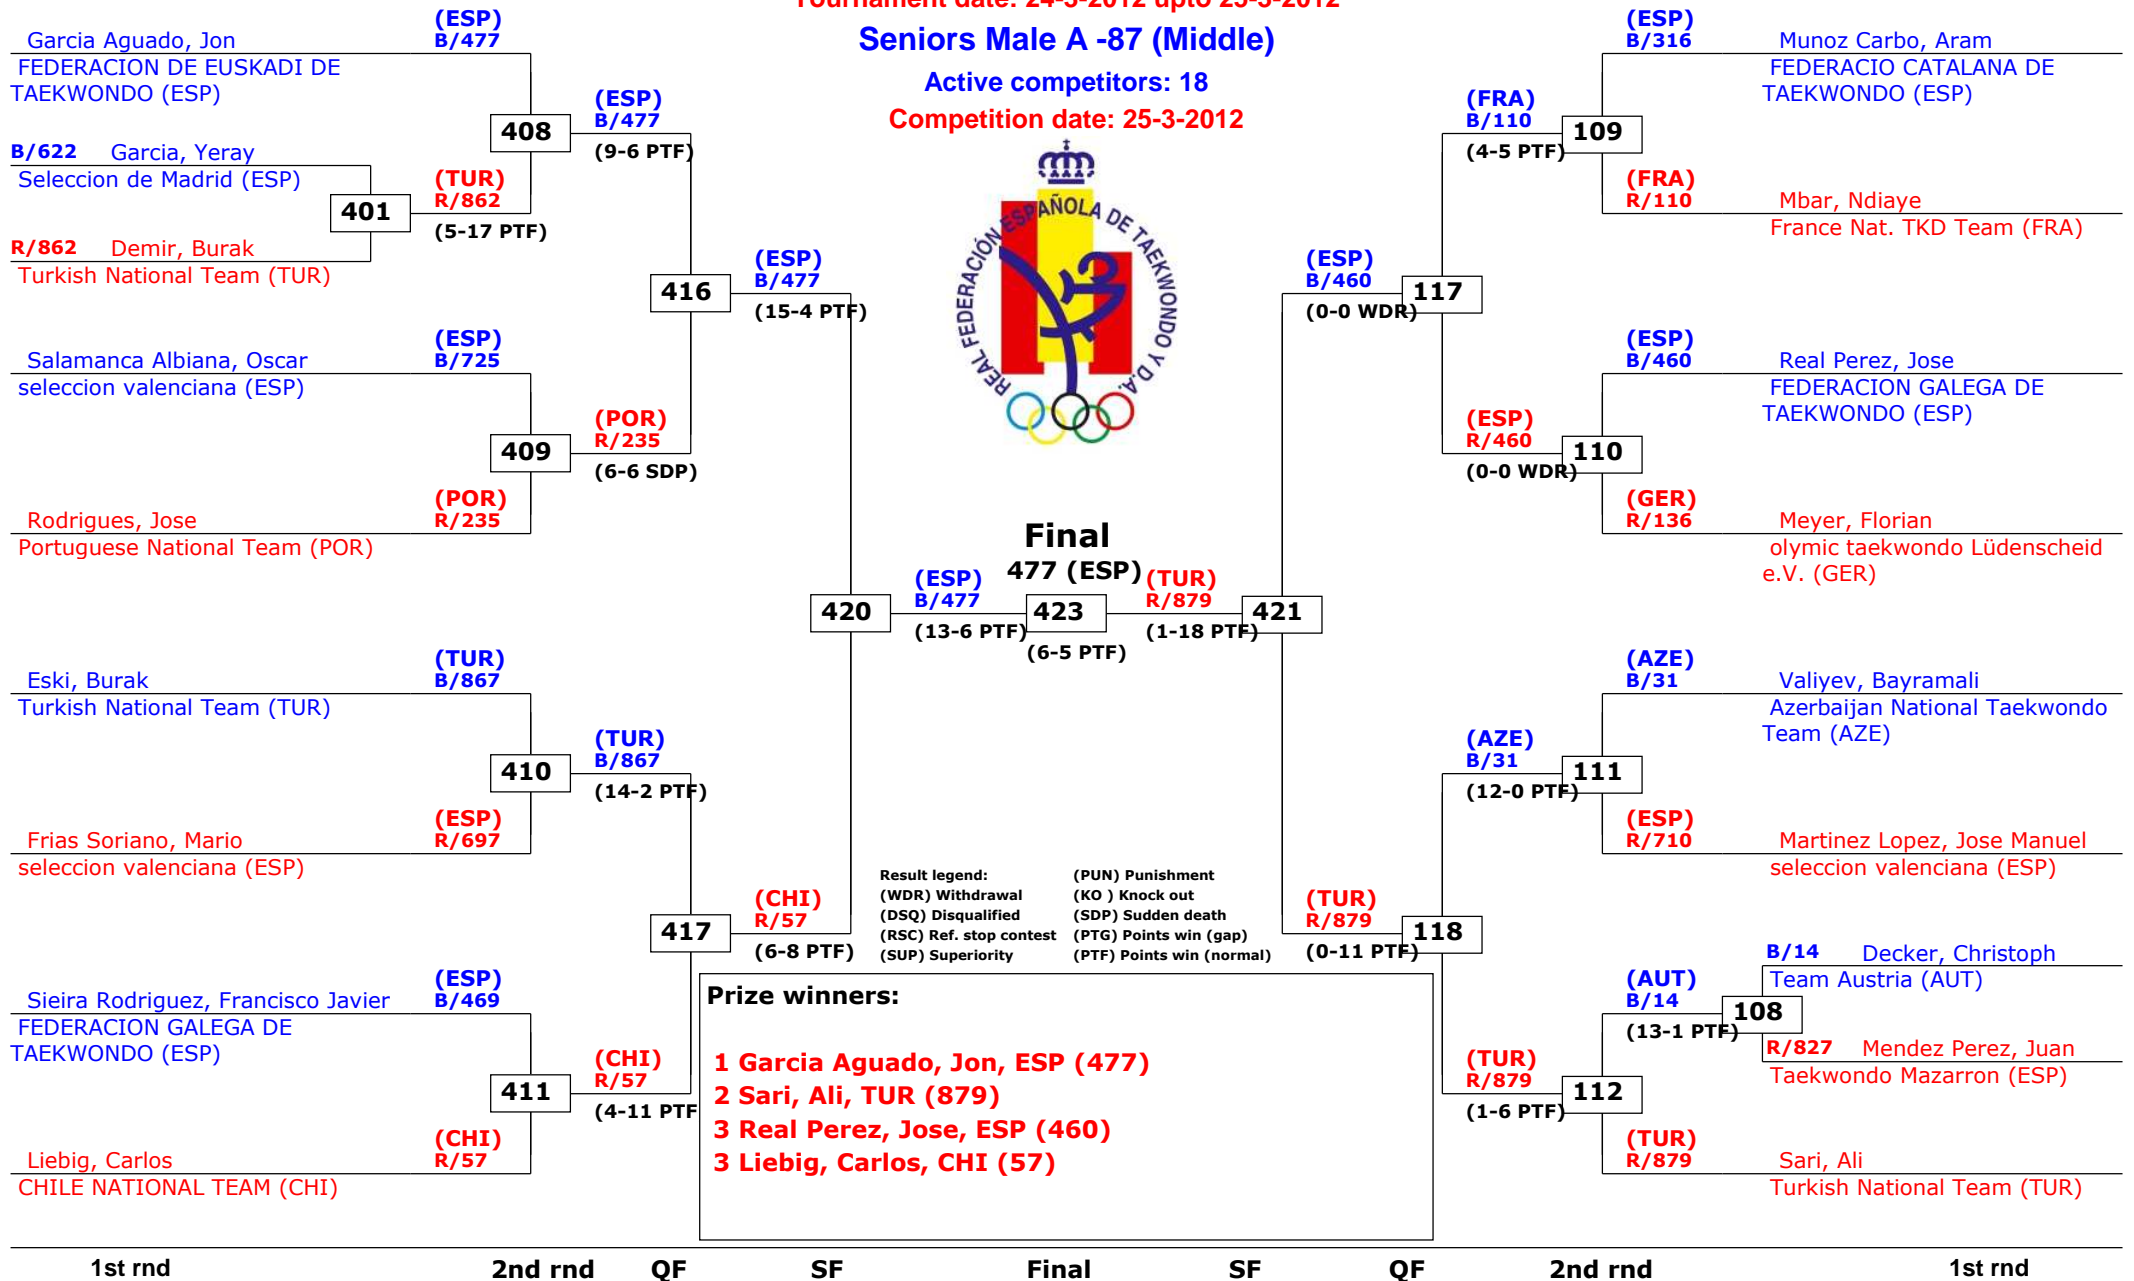 Tournament date: 24-3-2012 upto 25-3-2012
Seniors Male A -87 (Middle)
Active competitors: 18
Competition date: 25-3-2012
REAL FEDERACIÓN ESPAÑOLA DE TAEKWONDO Y D.A.
Garcia Aguado, Jon
(ESP)
B/477
FEDERACION DE EUSKADI DE
TAEKWONDO (ESP)
B/622 Garcia, Yeray
Seleccion de Madrid (ESP)
401
(TUR)
R/862
(5-17 PTF)
R/862 Demir, Burak
Turkish National Team (TUR)
408
(ESP)
B/477
(9-6 PTF)
Salamanca Albiana, Oscar
(ESP)
B/725
seleccion valenciana (ESP)
409
(POR)
R/235
(6-6 SDP)
Rodrigues, Jose
(POR)
R/235
Portuguese National Team (POR)
416
(ESP)
B/477
(15-4 PTF)
Eski, Burak
(TUR)
B/867
Turkish National Team (TUR)
410
(TUR)
B/867
(14-2 PTF)
Frias Soriano, Mario
(ESP)
R/697
seleccion valenciana (ESP)
417
(CHI)
R/57
(6-8 PTF)
Sieira Rodriguez, Francisco Javier
(ESP)
B/469
FEDERACION GALEGA DE
TAEKWONDO (ESP)
411
(CHI)
R/57
(4-11 PTF
Liebig, Carlos
(CHI)
R/57
CHILE NATIONAL TEAM (CHI)
420
(ESP)
B/477
(13-6 PTF)
Final
477 (ESP)
423
(6-5 PTF)
(TUR)
R/879
(1-18 PTF)
421
(ESP)
B/316
Munoz Carbo, Aram
FEDERACIO CATALANA DE
TAEKWONDO (ESP)
(FRA)
B/110
(4-5 PTF)
109
(FRA)
R/110
Mbar, Ndiaye
France Nat. TKD Team (FRA)
(ESP)
B/460
(0-0 WDR)
117
(ESP)
B/460
Real Perez, Jose
FEDERACION GALEGA DE
TAEKWONDO (ESP)
(ESP)
R/460
(0-0 WDR)
110
(GER)
R/136
Meyer, Florian
olymic taekwondo Lüdenscheid
e.V. (GER)
(AZE)
B/31
Valiyev, Bayramali
Azerbaijan National Taekwondo
Team (AZE)
(AZE)
B/31
(12-0 PTF)
111
(ESP)
R/710
Martinez Lopez, Jose Manuel
seleccion valenciana (ESP)
(TUR)
R/879
(0-11 PTF)
118
B/14 Decker, Christoph
Team Austria (AUT)
(AUT)
B/14
(13-1 PTF)
108
R/827 Mendez Perez, Juan
Taekwondo Mazarron (ESP)
(TUR)
R/879
(1-6 PTF)
112
(TUR)
R/879
Sari, Ali
Turkish National Team (TUR)
Result legend:
(WDR) Withdrawal
(DSQ) Disqualified
(RSC) Ref. stop contest
(SUP) Superiority
(PUN) Punishment
(KO ) Knock out
(SDP) Sudden death
(PTG) Points win (gap)
(PTF) Points win (normal)
Prize winners:
1 Garcia Aguado, Jon, ESP (477)
2 Sari, Ali, TUR (879)
3 Real Perez, Jose, ESP (460)
3 Liebig, Carlos, CHI (57)
1st rnd 2nd rnd QF SF Final SF QF 2nd rnd 1st rnd